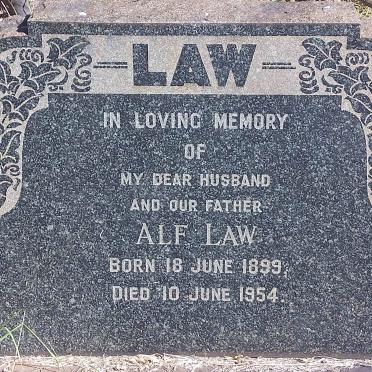 LAW
IN LOVING MEMORY
OF
MY DEAR HUSBAND
AND OUR FATHER
ALF LAW
BORN 18 JUNE 1899,
DIED 10 JUNE 1954.